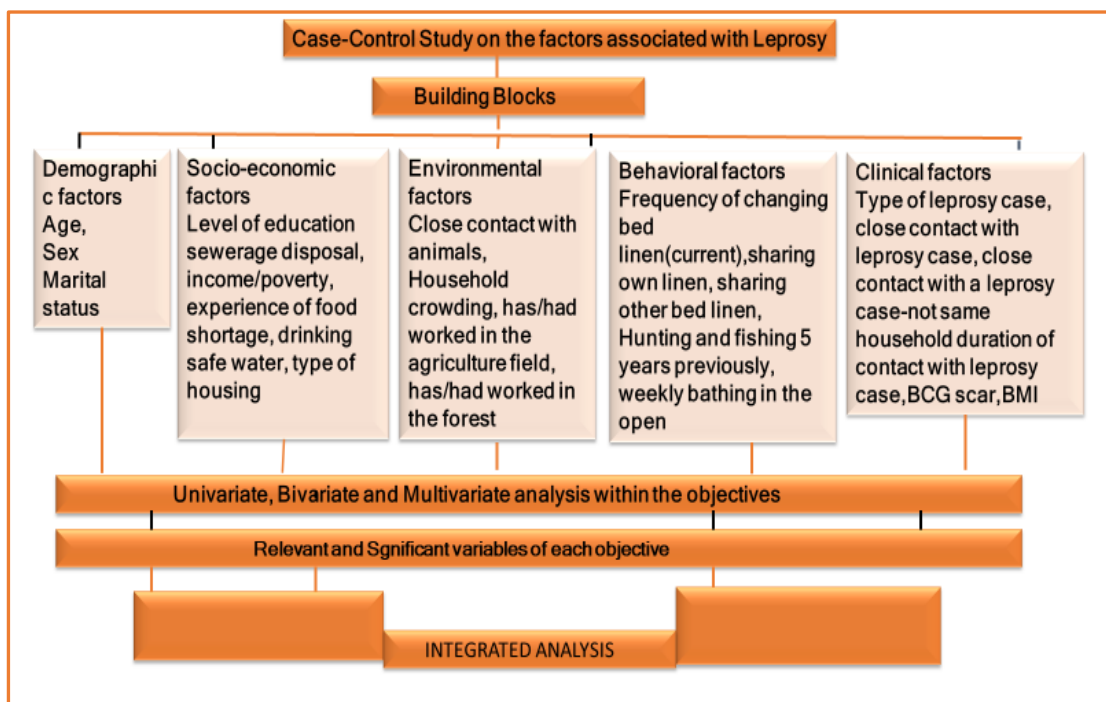 Case-Control Study on the factors associated with Leprosy
Building Blocks
Demographi
c factors
Age,
Sex
Marital
status
Socio-economic
factors
Level of education
sewerage disposal,
income/poverty,
experience of food
shortage, drinking
safe water, type of
housing
Environmental
factors
Close contact with
animals,
Household
crowding, has/had
worked in the
agriculture field,
has/had worked in
the forest
Behavioral factors
Frequency of changing
bed
linen(current),sharing
own linen, sharing
other bed linen,
Hunting and fishing 5
years previously,
weekly bathing in the
open
Clinical factors
Type of leprosy case,
close contact with
leprosy case, close
contact with a leprosy
case-not same
household duration of
contact with leprosy
case,BCG scar,BMI
Univariate, Bivariate and Multivariate analysis within the objectives
Relevant and Sgnificant variables of each objective
INTEGRATED ANALYSIS